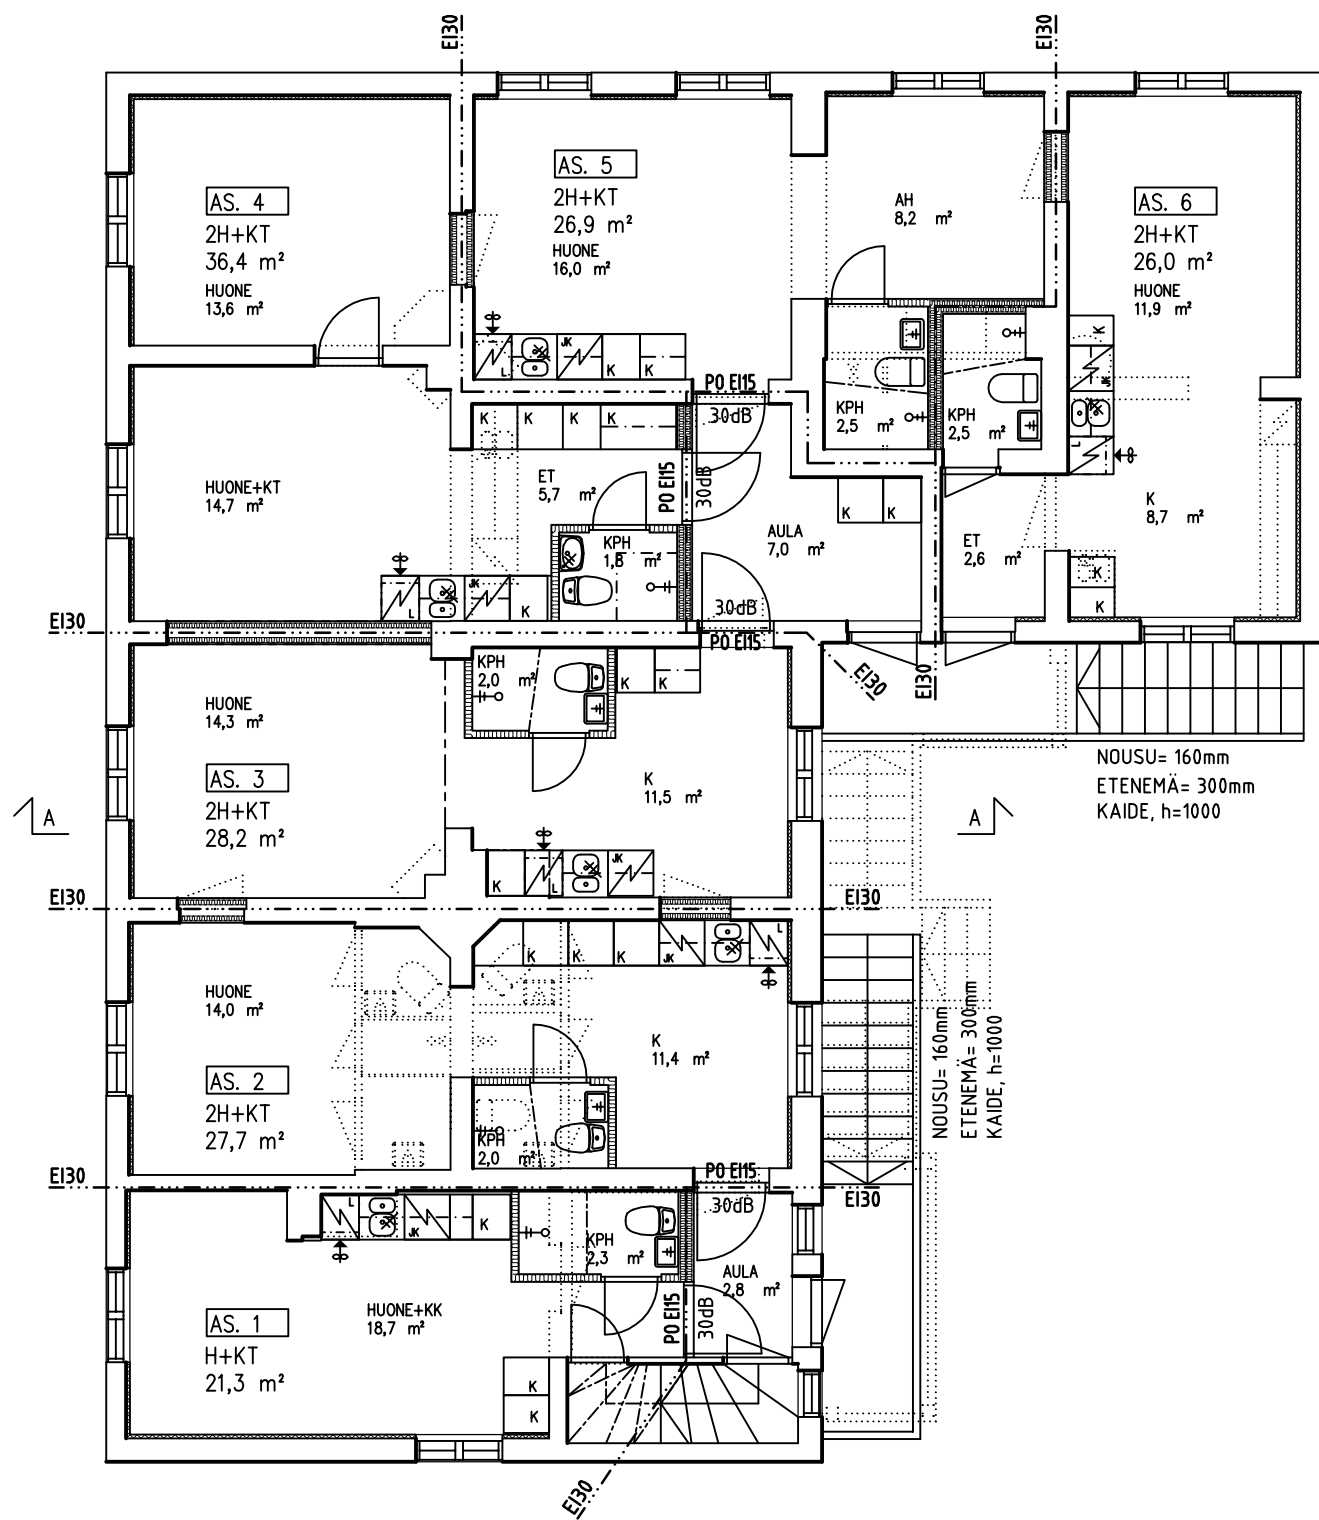 EI30
EI30
AS. 4
2H+KT
36,4 m²
HUONE
13,6 m²
AS. 5
2H+KT
26,9 m²
HUONE
16,0 m²
AH
8,2 m²
AS. 6
2H+KT
26,0 m²
HUONE
11,9 m²
L
JK
K
K
K
JK
L
PO EI15
30dB
KPH
2,5 m²
KPH
2,5 m²
K
K
K
K
HUONE+KT
14,7 m²
ET
5,7 m²
PO EI15
30dB
KPH
1,8 m²
AULA
7,0 m²
K
K
K
8,7 m²
ET
2,6 m²
K
K
L
JK
K
30dB
PO EI15
EI30
EI30
EI30
HUONE
14,3 m²
AS. 3
2H+KT
28,2 m²
KPH
2,0 m²
K
K
K
11,5 m²
K
L
JK
NOUSU= 160mm
ETENEMÄ= 300mm
KAIDE, h=1000
A
A
EI30
EI30
K
K
K
JK
L
HUONE
14,0 m²
AS. 2
2H+KT
27,7 m²
K
11,4 m²
KPH
2,0 m²
NOUSU= 160mm
ETENEMÄ= 300mm
KAIDE, h=1000
EI30
EI30
PO EI15
30dB
L
JK
K
KPH
2,3 m²
AULA
2,8 m²
PO EI15
30dB
HUONE+KK
18,7 m²
AS. 1
H+KT
21,3 m²
K
K
EI30